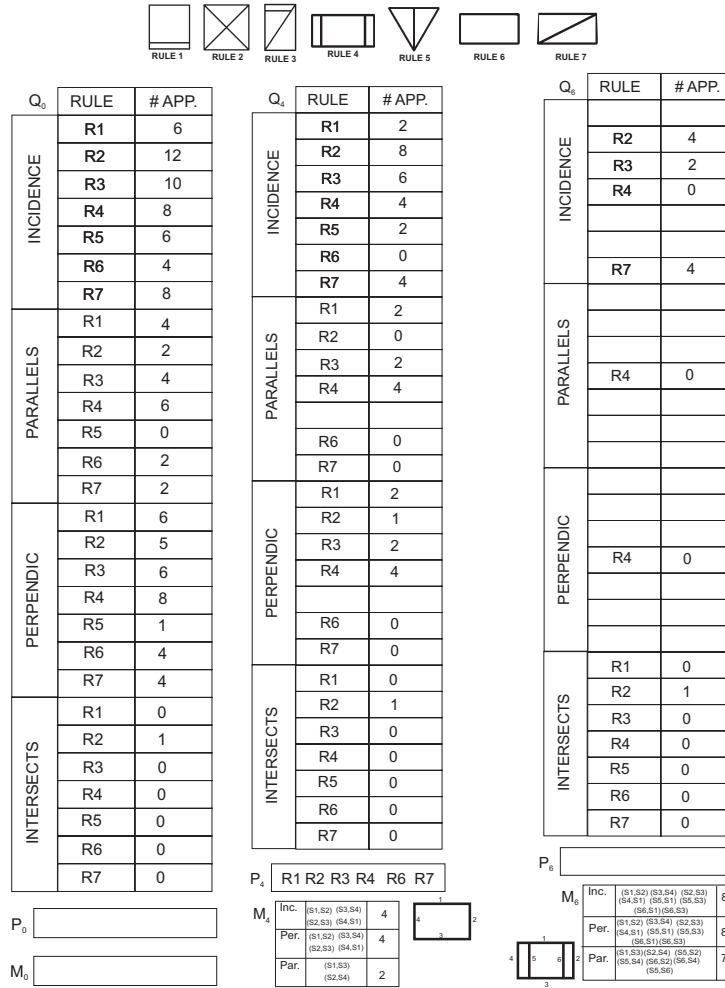 RULE 1 RULE 2 RULE 3 RULE 4 RULE 5 RULE 6 RULE 7
Q0 RULE # APP.
INCIDENCE
R1 6
R2 12
R3 10
R4 8
R5 6
R6 4
R7 8
PARALLELS
R1 4
R2 2
R3 4
R4 6
R5 0
R6 2
R7 2
PERPENDIC
R1 6
R2 5
R3 6
R4 8
R5 1
R6 4
R7 4
INTERSECTS
R1 0
R2 1
R3 0
R4 0
R5 0
R6 0
R7 0
P0
M0
Q4 RULE # APP.
INCIDENCE
R1 2
R2 8
R3 6
R4 4
R5 2
R6 0
R7 4
PARALLELS
R1 2
R2 0
R3 2
R4 4
R6 0
R7 0
PERPENDIC
R1 2
R2 1
R3 2
R4 4
R6 0
R7 0
INTERSECTS
R1 0
R2 1
R3 0
R4 0
R5 0
R6 0
R7 0
P4 R1 R2 R3 R4 R6 R7
M4
Inc. (S1,S2) (S3,S4) 4
(S2,S3) (S4,S1)
Per. (S1,S2) (S3,S4) 4
(S2,S3) (S4,S1)
Par. (S1,S3) 2
(S2,S4)
1
4 2
3
Q6 RULE # APP.
INCIDENCE
R2 4
R3 2
R4 0
R7 4
PARALLELS
R4 0
PERPENDIC
R4 0
INTERSECTS
R1 0
R2 1
R3 0
R4 0
R5 0
R6 0
R7 0
P6
M6
Inc. (S1,S2) (S3,S4) (S2,S3) 8
(S4,S1) (S5,S1) (S5,S3)
(S6,S1)(S6,S3)
Per. (S1,S2) (S3,S4) (S2,S3) 8
(S4,S1) (S5,S1) (S5,S3)
(S6,S1)(S6,S3)
Par. (S1,S3)(S2,S4) (S5,S2) 7
(S5,S4) (S6,S2)(S6,S4)
(S5,S6)
1
4 5 6 2
3